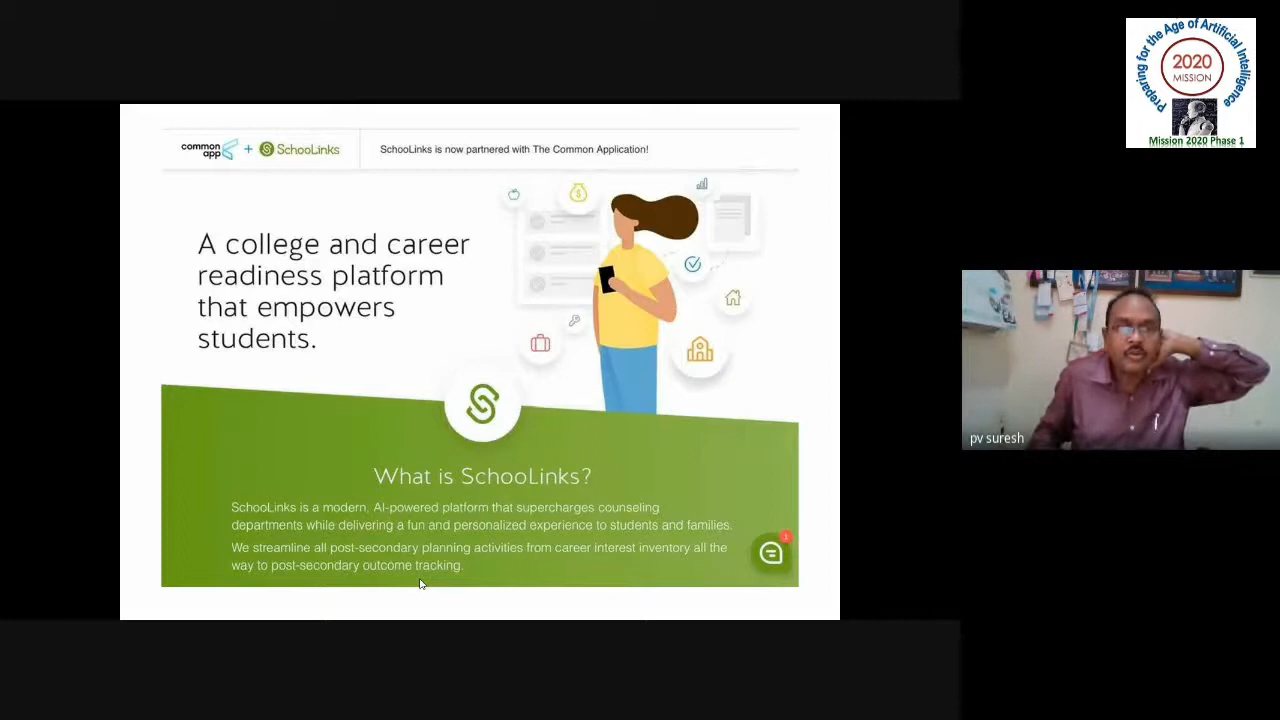 common
app
+
SchooLinks
SchooLinks is now partnered with The Common Application!
A college and career
readiness platform
that empowers
students.
What is SchooLinks?
SchooLinks is a modern, AI-powered platform that supercharges counseling
departments while delivering a fun and personalized experience to students and families.
We streamline all post-secondary planning activities from career interest inventory all the
way to post-secondary outcome tracking.
1
Preparing for the Age of Artificial Intelligence
2020
MISSION
Mission 2020 Phase 1
pv suresh